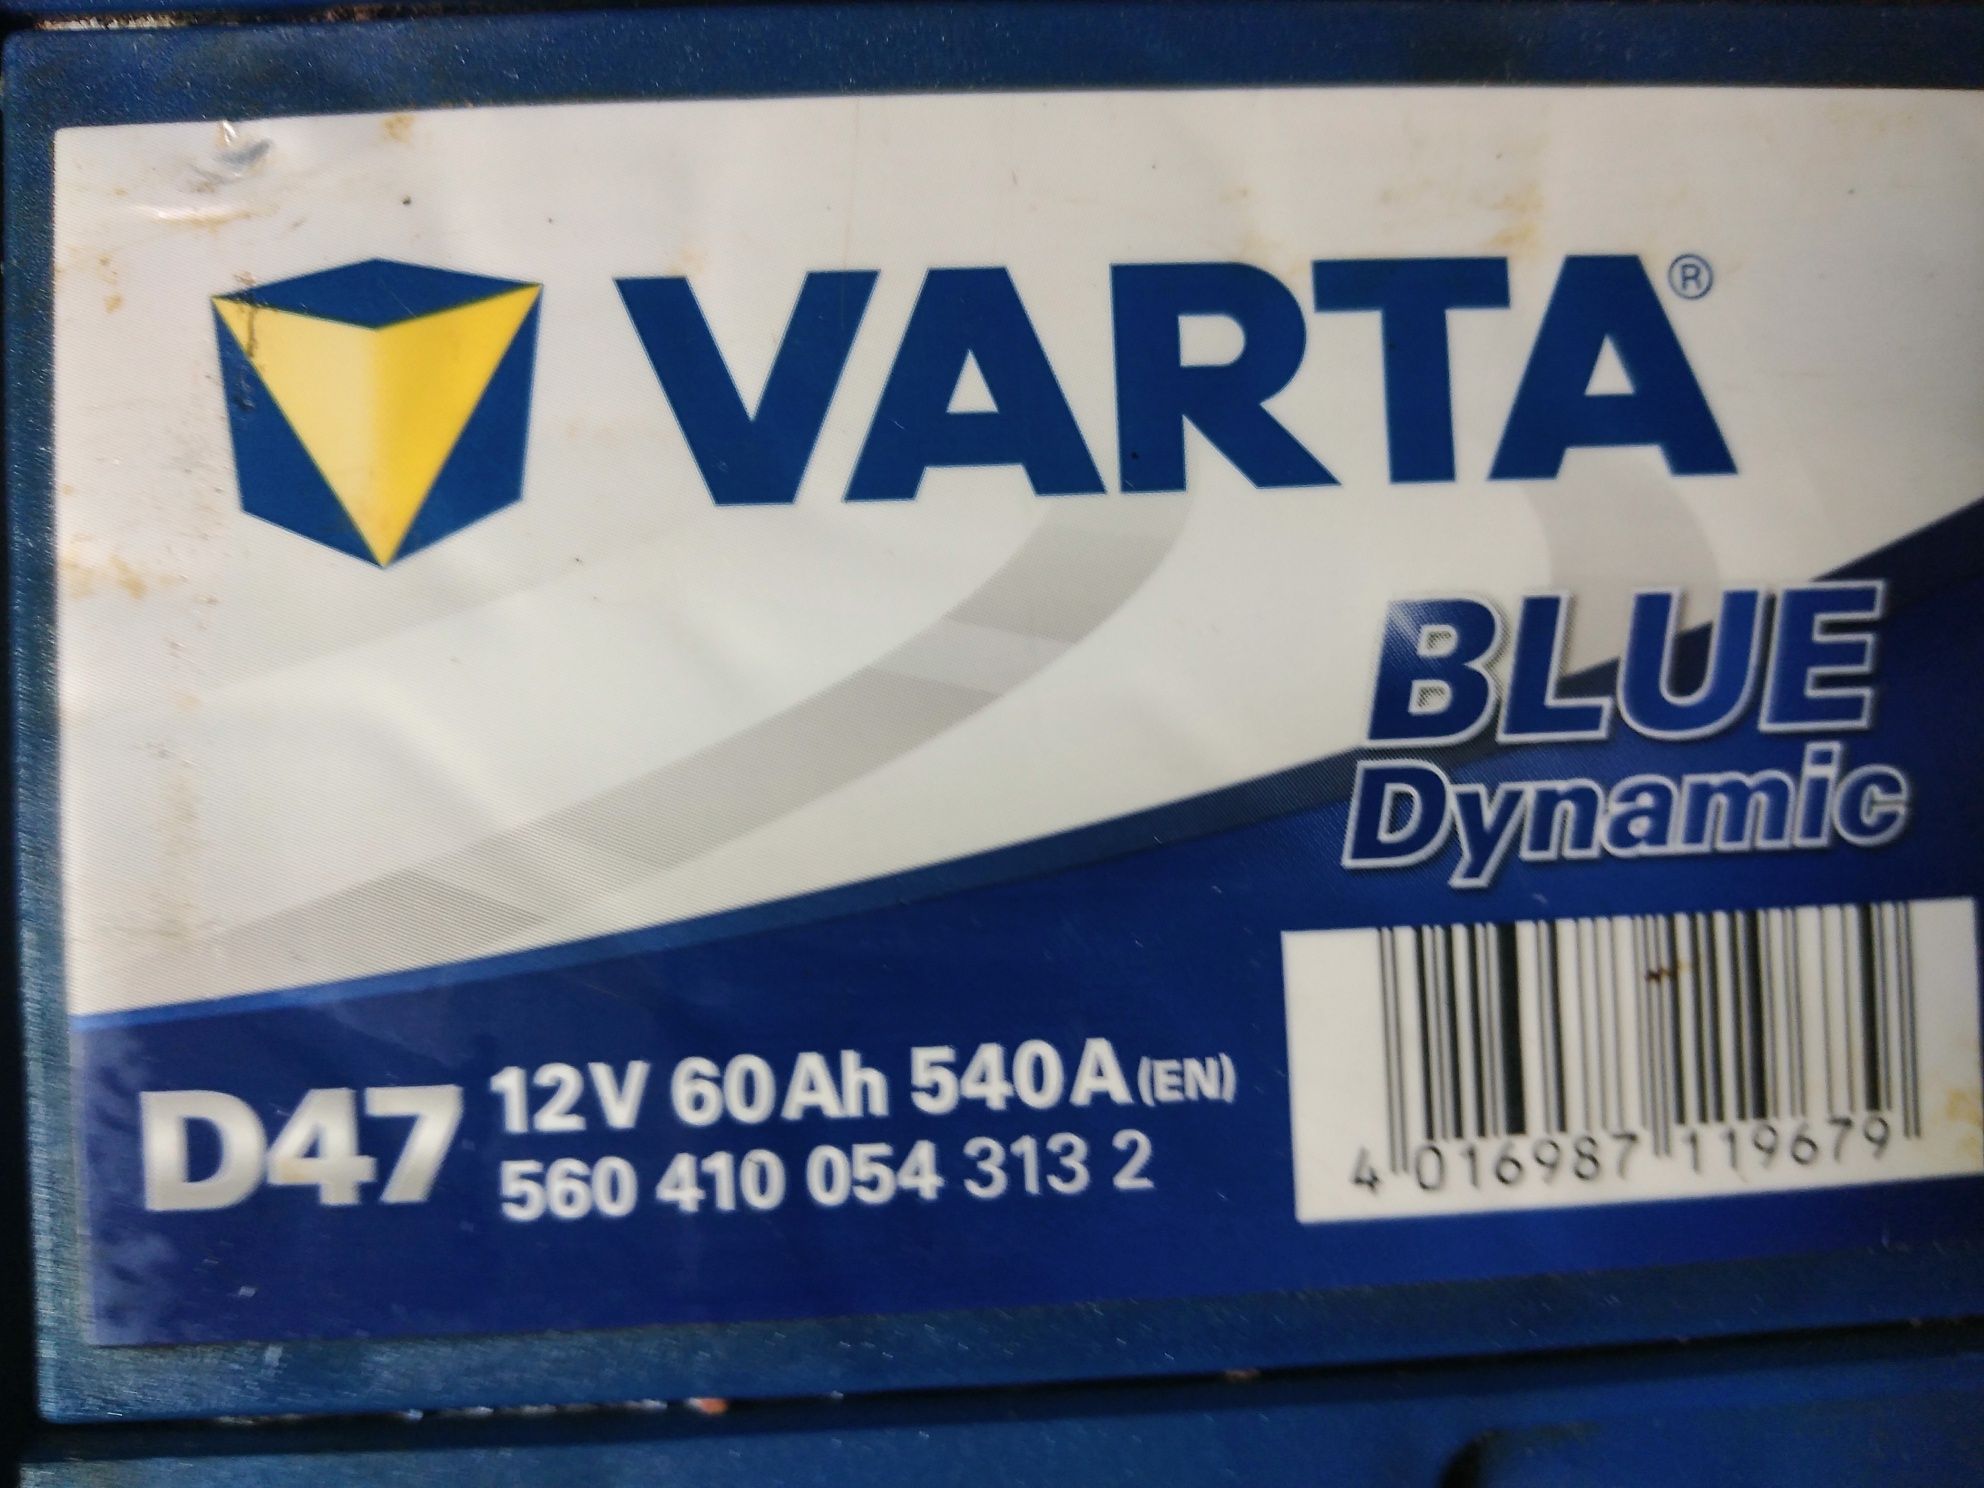 VARTA®
BLUE
Dynamic
D47
12V 60Ah 540A (EN)
560 410 054 313 2
4 016987 119679